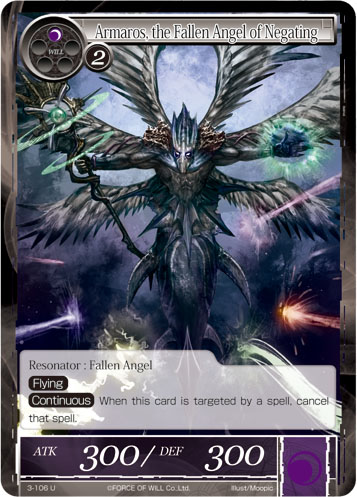 Armaros, the Fallen Angel of Negating
WILL
2
Resonator : Fallen Angel
Flying
Continuous When this card is targeted by a spell, cancel
that spell.
ATK 300/ DEF 300
3-106 U ©FORCE OF WILL Co.,Ltd. Illust/Moopic